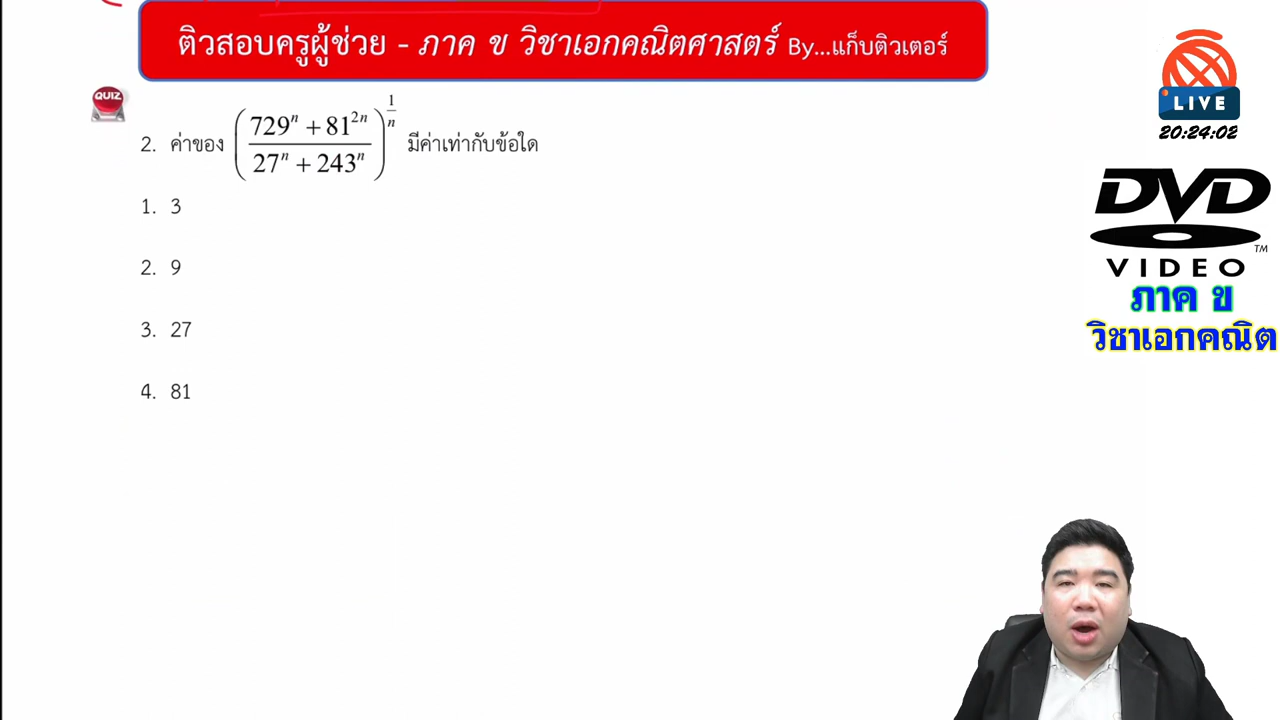 ติวสอบครูผู้ช่วย - ภาค ข วิชาเอกคณิตศาสตร์ By...แก็บติวเตอร์
QUIZ
2. ค่าของ ((729^n + 81^{2n})/(27^n + 243^n))^{1/n} มีค่าเท่ากับข้อใด
1. 3
2. 9
3. 27
4. 81
LIVE
20:24:02
DVD
TM
VIDEO
ภาค ข
วิชาเอกคณิต